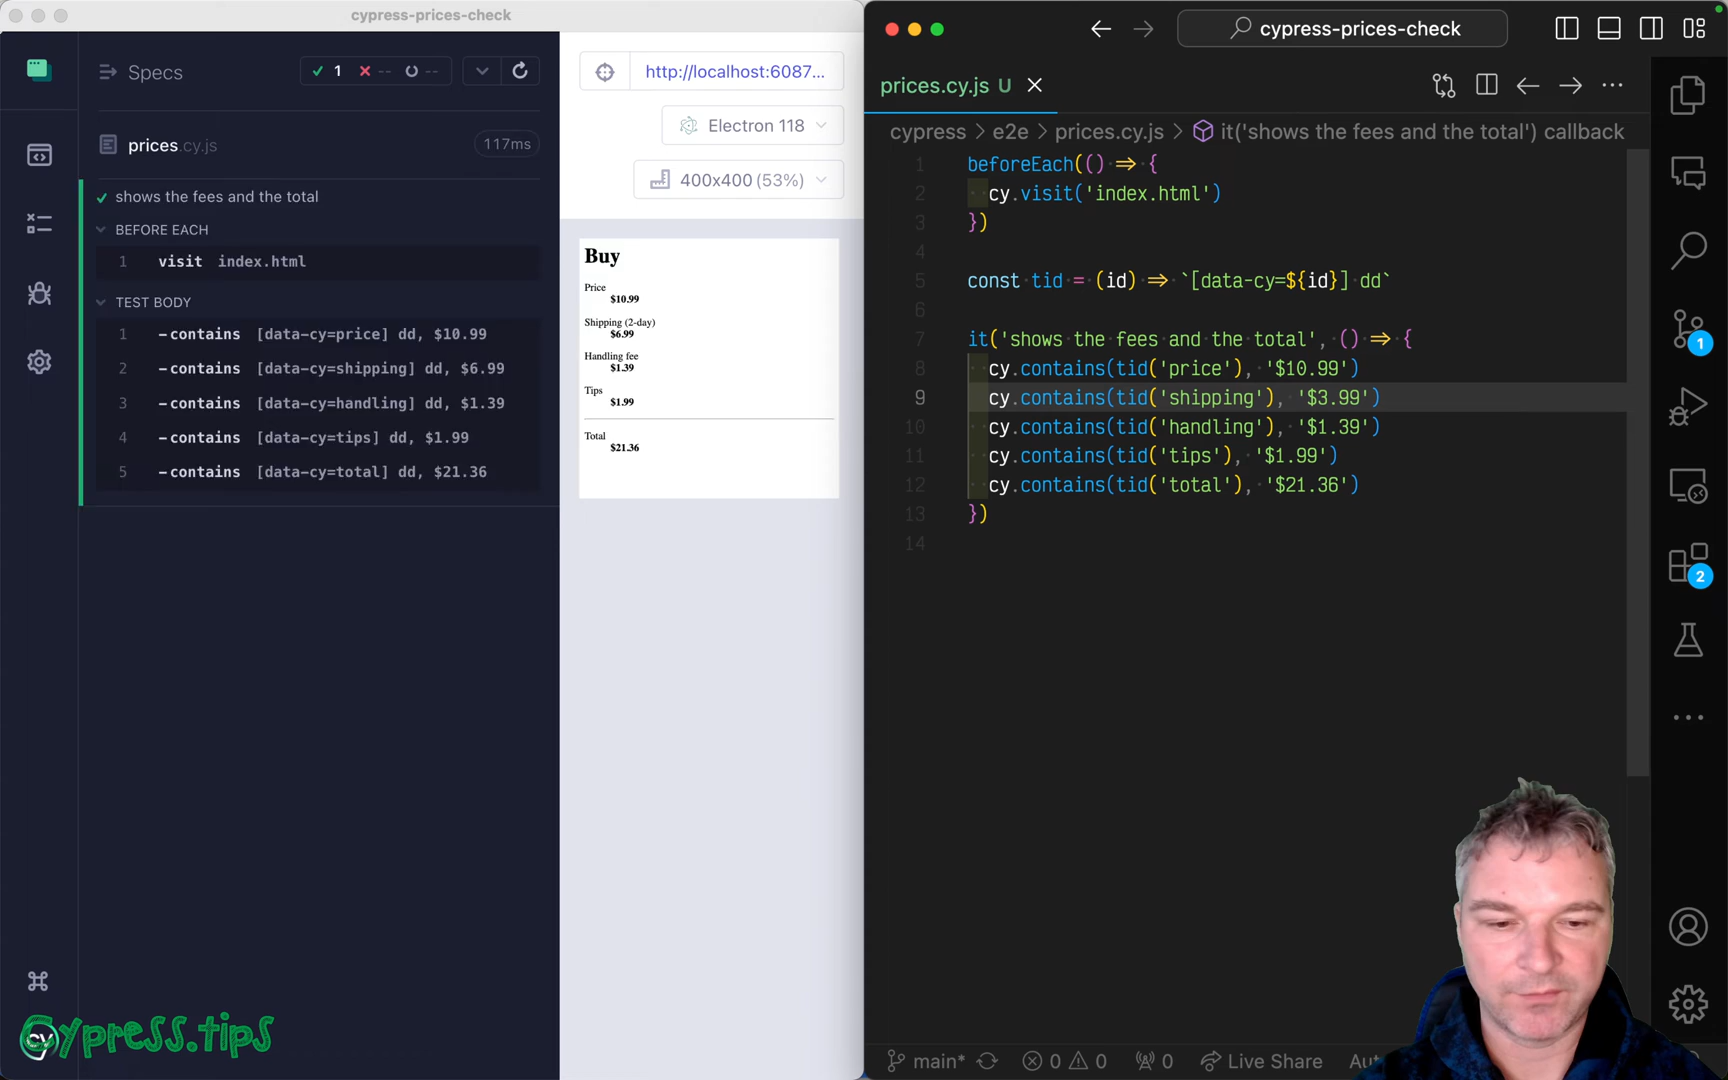 cypress-prices-check
Specs
1
--
--
prices.cy.js
117ms
shows the fees and the total
BEFORE EACH
1 visit index.html
TEST BODY
1 -contains [data-cy=price] dd, $10.99
2 -contains [data-cy=shipping] dd, $6.99
3 -contains [data-cy=handling] dd, $1.39
4 -contains [data-cy=tips] dd, $1.99
5 -contains [data-cy=total] dd, $21.36
cy
Cypress.tips
http://localhost:6087...
Electron 118
400x400 (53%)
Buy
Price
$10.99
Shipping (2-day)
$6.99
Handling fee
$1.39
Tips
$1.99
Total
$21.36
cypress-prices-check
prices.cy.js U
cypress > e2e > prices.cy.js > it('shows the fees and the total') callback
1 beforeEach(() => {
2 cy.visit('index.html')
3 })
4
5 const tid = (id) => `[data-cy=${id}] dd`
6
7 it('shows the fees and the total', () => {
8 cy.contains(tid('price'), '$10.99')
9 cy.contains(tid('shipping'), '$3.99')
10 cy.contains(tid('handling'), '$1.39')
11 cy.contains(tid('tips'), '$1.99')
12 cy.contains(tid('total'), '$21.36')
13 })
14
1
2
main* 0 0 0 Live Share Aut